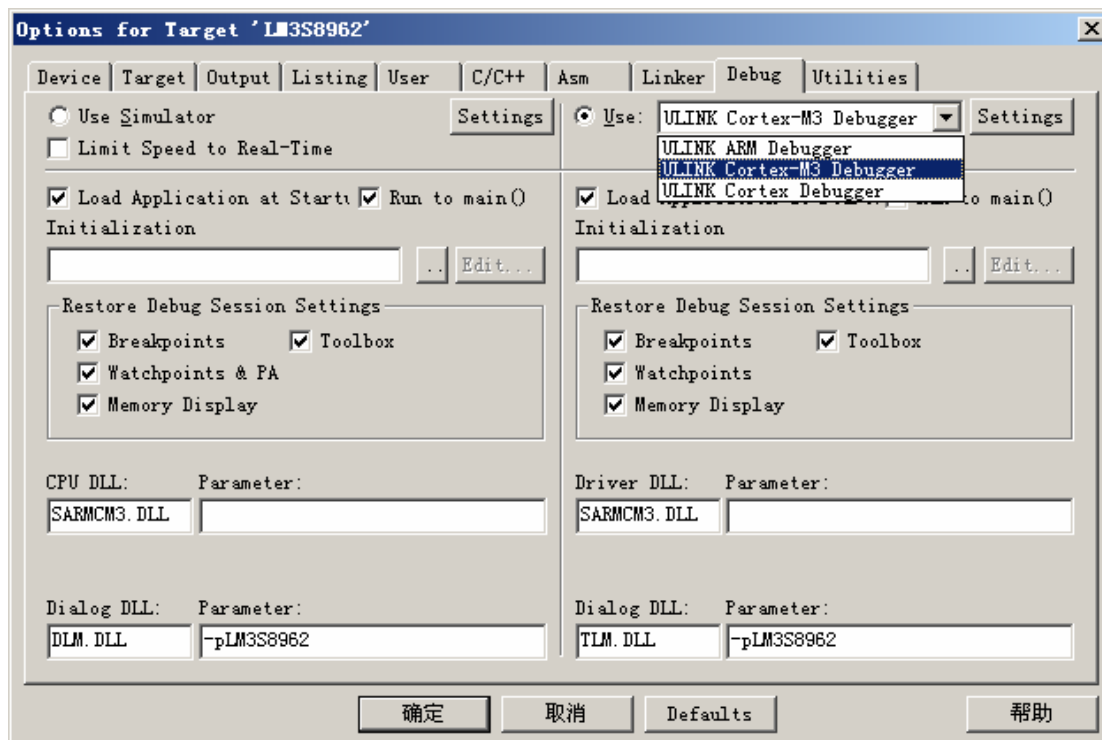 Options for Target 'LM3S8962'
Device Target Output Listing User C/C++ Asm Linker Debug Utilities
Use Simulator Settings Use: ULINK Cortex-M3 Debugger Settings
Limit Speed to Real-Time ULINK ARM Debugger
ULINK Cortex-M3 Debugger
ULINK Cortex Debugger
Load Application at Startı Run to main() Load to main()
Initialization Initialization
.. Edit... .. Edit...
Restore Debug Session Settings Restore Debug Session Settings
Breakpoints Toolbox Breakpoints Toolbox
Watchpoints & PA Watchpoints
Memory Display Memory Display
CPU DLL: Parameter: Driver DLL: Parameter:
SARMCM3.DLL SARMCM3.DLL
Dialog DLL: Parameter: Dialog DLL: Parameter:
DLM.DLL -pLM3S8962 TLM.DLL -pLM3S8962
确定 取消 Defaults 帮助